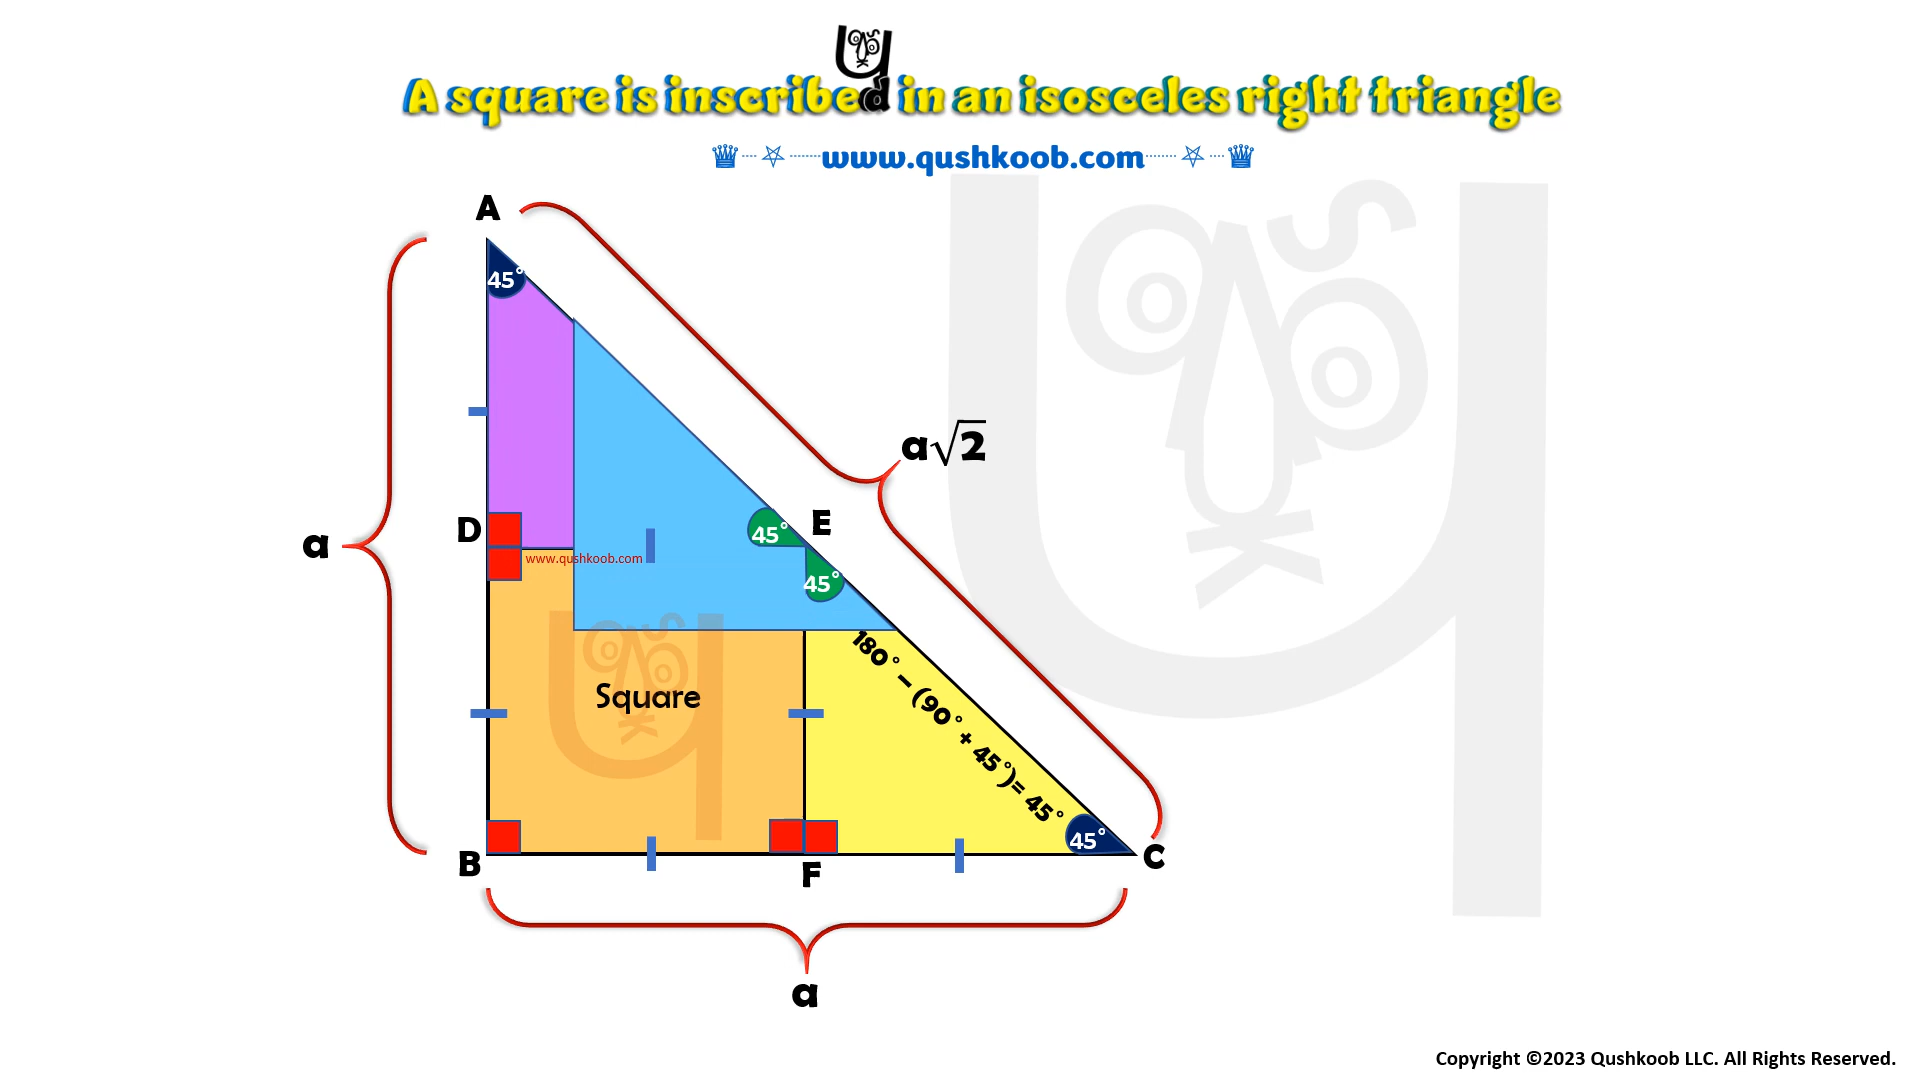 A square is inscribed in an isosceles right triangle
www.qushkoob.com
A
45°
a√2
a
D
45°
E
www.qushkoob.com
45°
180° – (90° + 45°)= 45°
Square
45°
B
F
C
a
Copyright ©2023 Qushkoob LLC. All Rights Reserved.